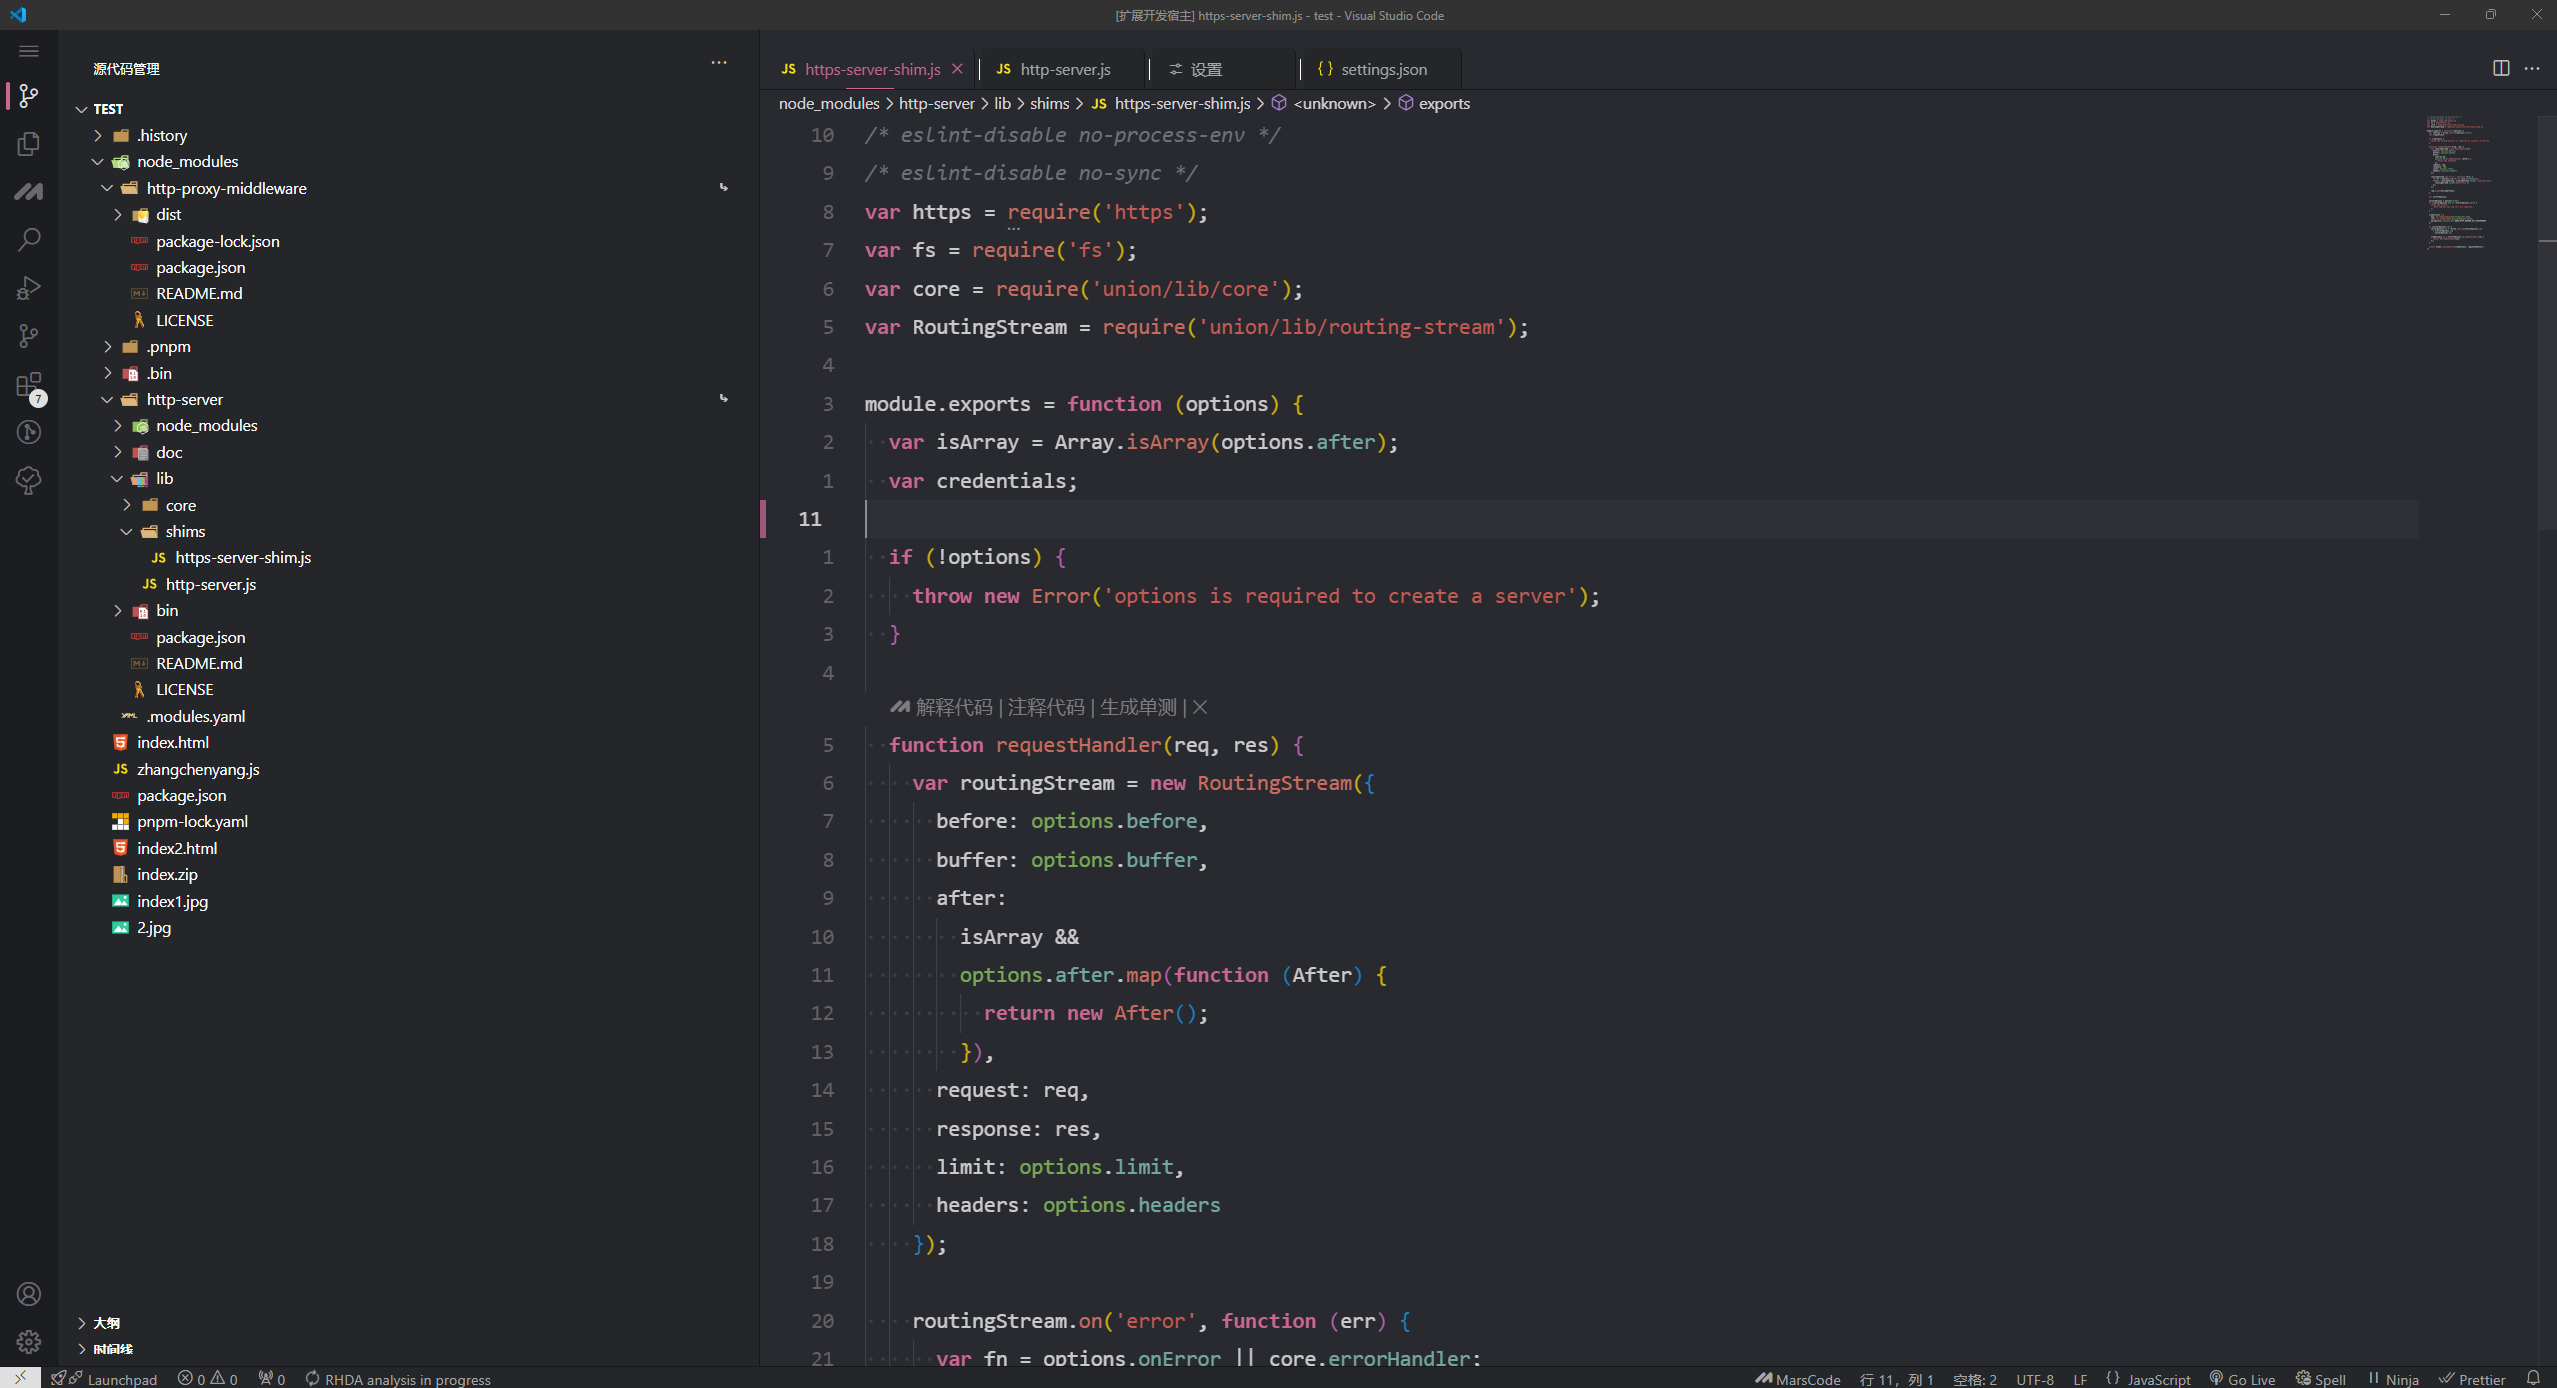 [扩展开发宿主] https-server-shim.js - test - Visual Studio Code
源代码管理
TEST
.history
node_modules
http-proxy-middleware
dist
package-lock.json
package.json
README.md
LICENSE
.pnpm
.bin
http-server
node_modules
doc
lib
core
shims
https-server-shim.js
http-server.js
bin
package.json
README.md
LICENSE
.modules.yaml
index.html
zhangchenyang.js
package.json
pnpm-lock.yaml
index2.html
index.zip
index1.jpg
2.jpg
大纲
时间线
7
JS https-server-shim.js JS http-server.js 设置 {} settings.json
node_modules > http-server > lib > shims > JS https-server-shim.js > <unknown> > exports
10 /* eslint-disable no-process-env */
9 /* eslint-disable no-sync */
8 var https = require('https');
7 var fs = require('fs');
6 var core = require('union/lib/core');
5 var RoutingStream = require('union/lib/routing-stream');
4
3 module.exports = function (options) {
2 var isArray = Array.isArray(options.after);
1 var credentials;
11
1 if (!options) {
2 throw new Error('options is required to create a server');
3 }
4
解释代码 | 注释代码 | 生成单测 |
5 function requestHandler(req, res) {
6 var routingStream = new RoutingStream({
7 before: options.before,
8 buffer: options.buffer,
9 after:
10 isArray &&
11 options.after.map(function (After) {
12 return new After();
13 }),
14 request: req,
15 response: res,
16 limit: options.limit,
17 headers: options.headers
18 });
19
20 routingStream.on('error', function (err) {
21 var fn = options.onError || core.errorHandler;
Launchpad 0 0 0 RHDA analysis in progress MarsCode 行 11，列 1 空格: 2 UTF-8 LF {} JavaScript Go Live Spell Ninja Prettier